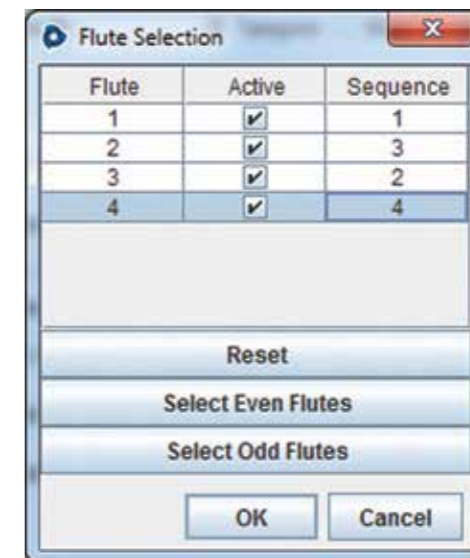 Flute Selection
Flute Active Sequence
1 1
2 3
3 2
4 4
Reset
Select Even Flutes
Select Odd Flutes
OK Cancel